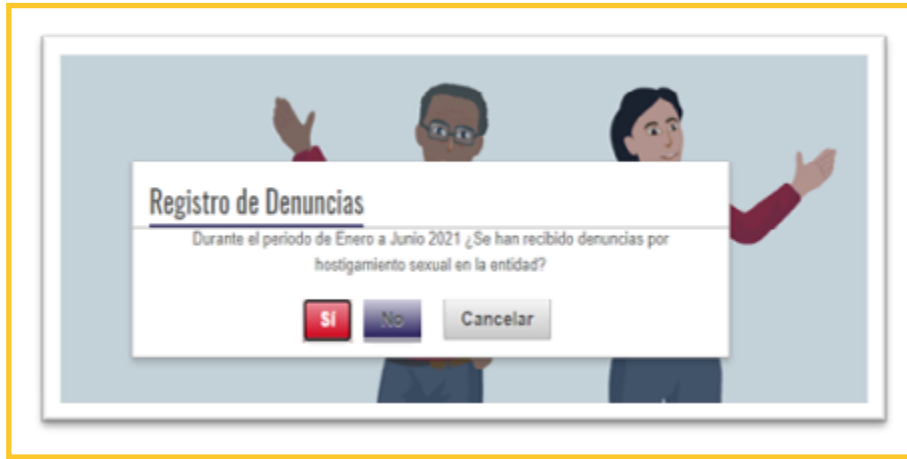 Registro de Denuncias
Durante el periodo de Enero a Junio 2021 ¿Se han recibido denuncias por
hostigamiento sexual en la entidad?
Sí No Cancelar